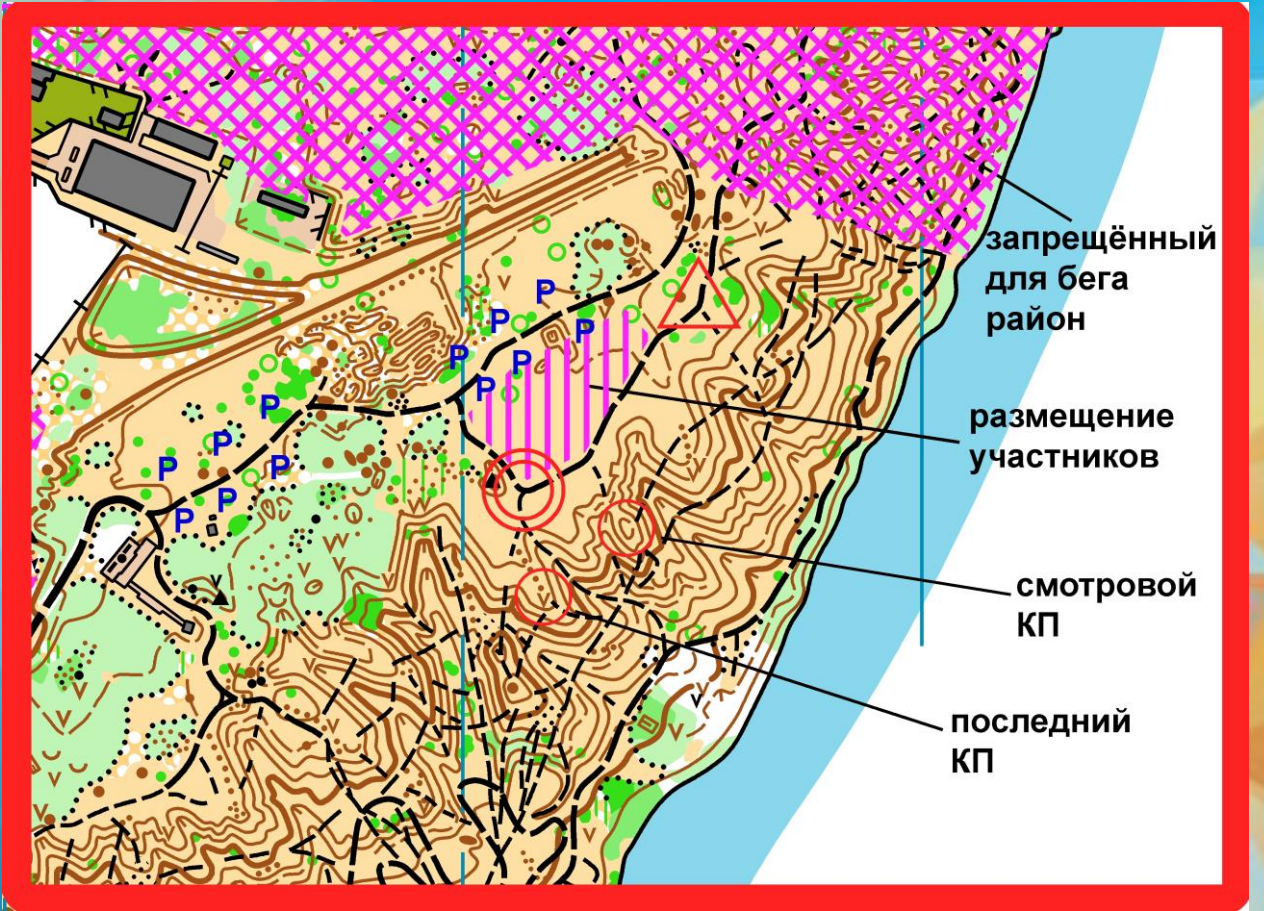 запрещённый
для бега
район
P
P
P
P
P
P
размещение
участников
P
P
P
P
P
P
P
смотровой
КП
последний
КП